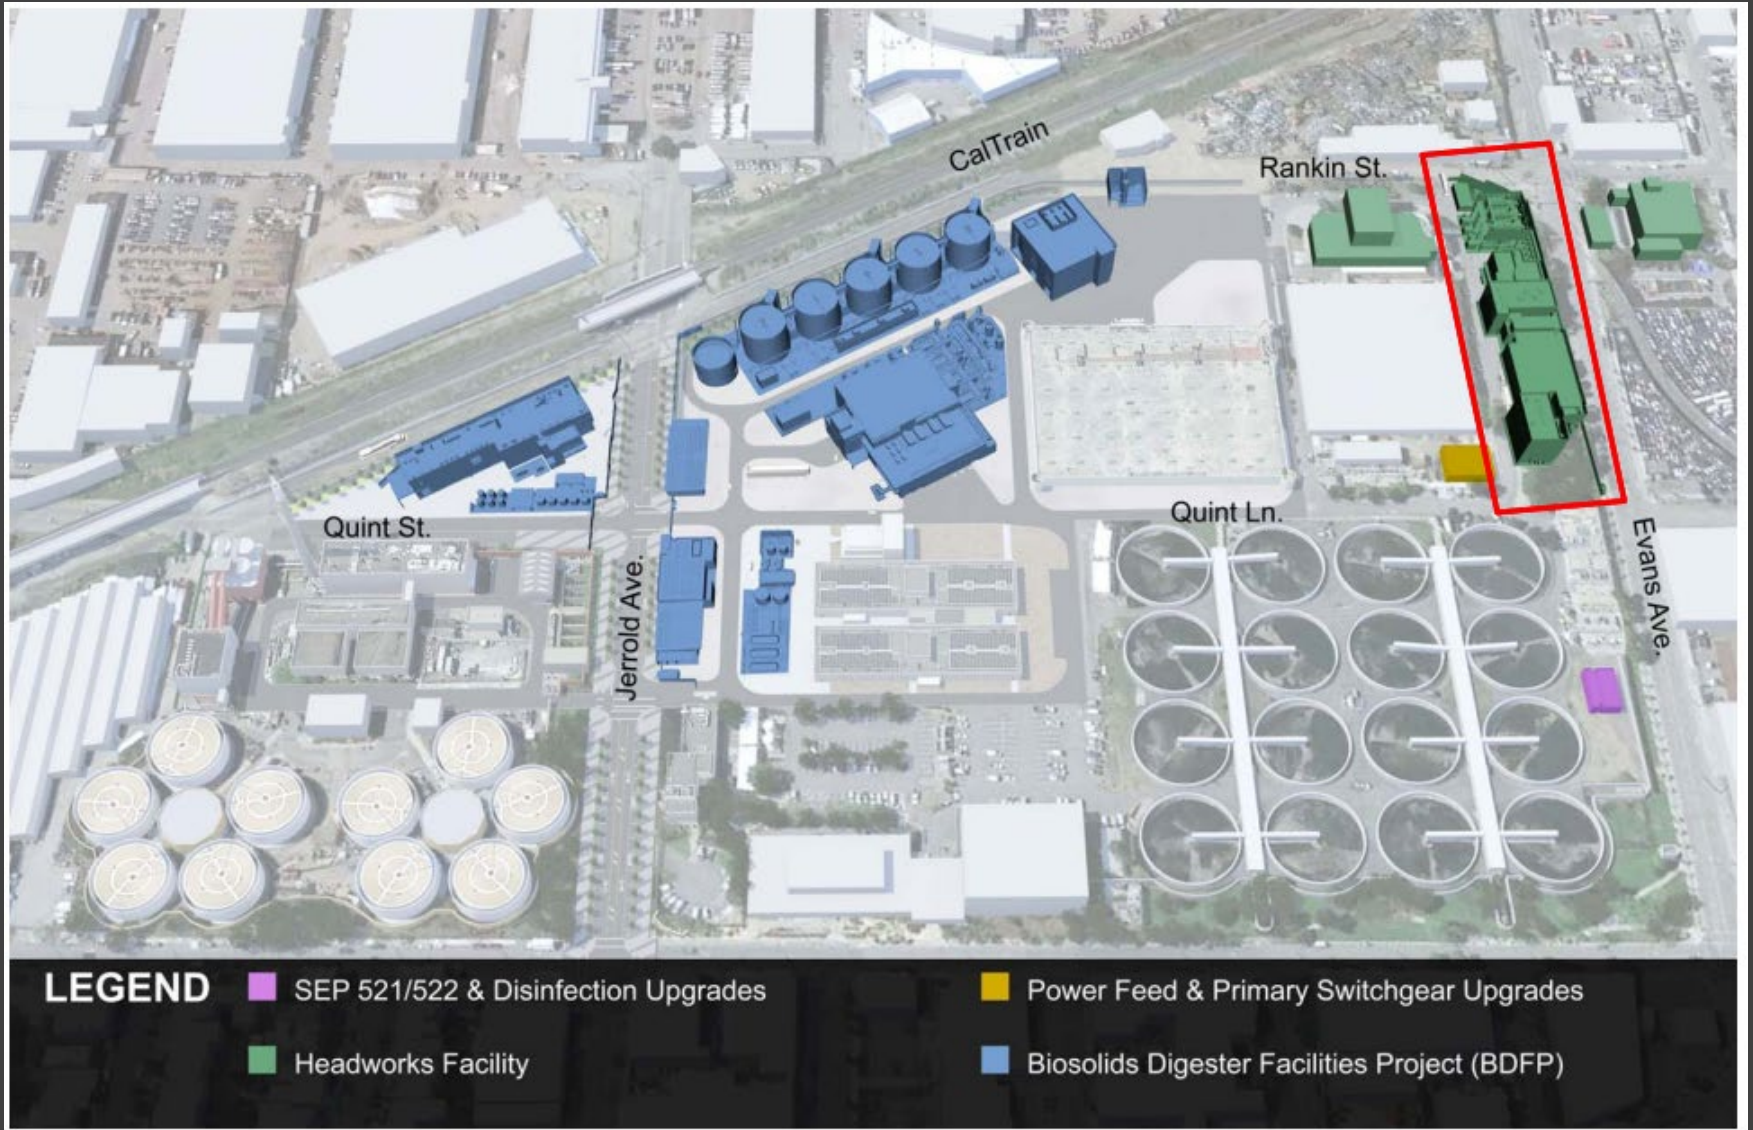 CalTrain
Rankin St.
Quint St.
Quint Ln.
Jerrold Ave.
Evans Ave.
LEGEND
SEP 521/522 & Disinfection Upgrades
Power Feed & Primary Switchgear Upgrades
Headworks Facility
Biosolids Digester Facilities Project (BDFP)